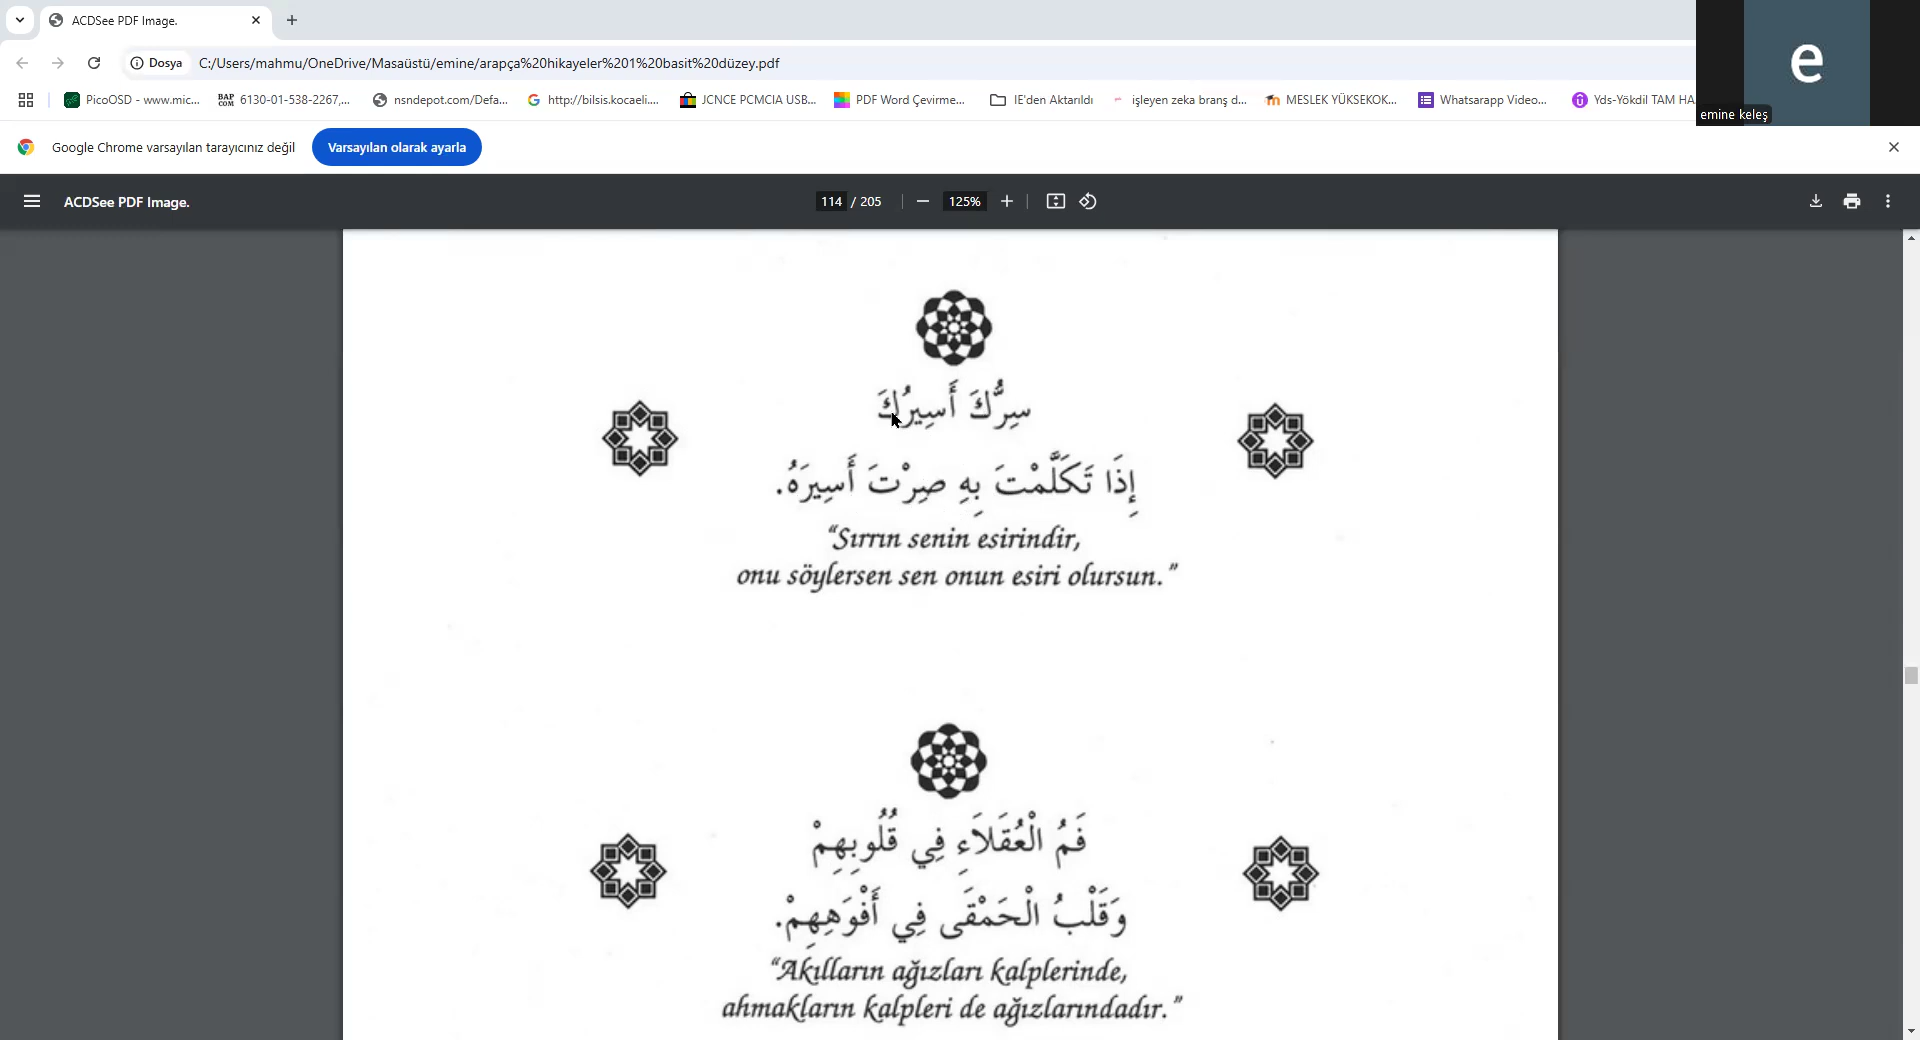 ACDSee PDF Image.
Dosya
C:/Users/mahmu/OneDrive/Masaüstü/emine/arapça%20hikayeler%201%20basit%20düzey.pdf
PicoOSD - www.mic...
BAP COM
6130-01-538-2267,...
nsndepot.com/Defa...
http://bilsis.kocaeli....
JCNCE PCMCIA USB...
PDF Word Çevirme...
IE'den Aktarıldı
işleyen zeka branş d...
MESLEK YÜKSEKOK...
Whatsarapp Video...
Yds-Yökdil TAM HA
e
emine keleş
Google Chrome varsayılan tarayıcınız değil
Varsayılan olarak ayarla
ACDSee PDF Image.
114 / 205
125%
سِرُّكَ أَسِيرُكَ
إِذَا تَكَلَّمْتَ بِهِ صِرْتَ أَسِيرَهُ.
“Sırrın senin esirindir,
onu söylersen sen onun esiri olursun.”
فَمُ الْعُقَلاَءِ فِي قُلُوبِهِمْ
وَقَلْبُ الْحَمْقَى فِي أَفْوَهِهِمْ.
“Akılların ağızları kalplerinde,
ahmakların kalpleri de ağızlarındadır.”